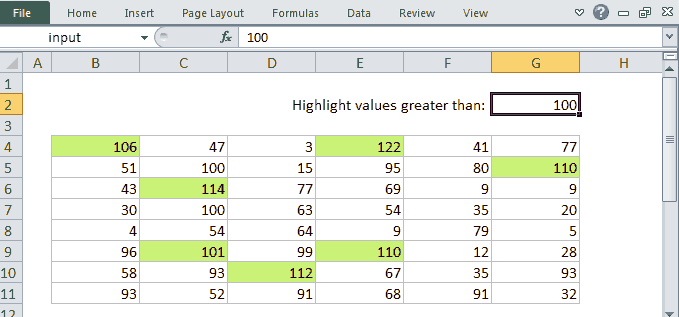 File Home Insert Page Layout Formulas Data Review View
input fx 100
A B C D E F G H
1
2 Highlight values greater than: 100
3
4 106 47 3 122 41 77
5 51 100 15 95 80 110
6 43 114 77 69 9 9
7 30 100 63 54 35 20
8 4 54 64 9 79 5
9 96 101 99 110 12 28
10 58 93 112 67 35 93
11 93 52 91 68 91 32
12